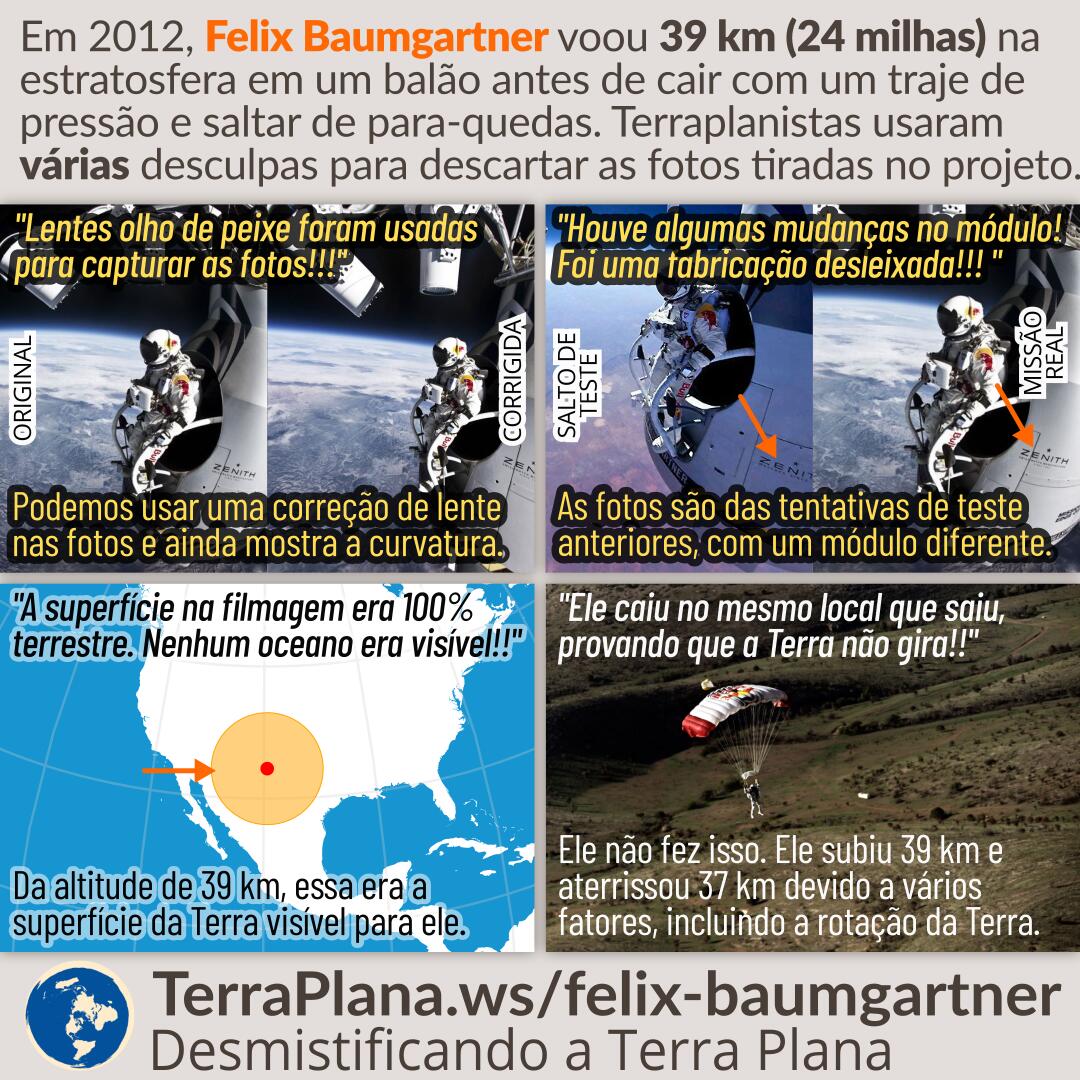 Em 2012, Felix Baumgartner voou 39 km (24 milhas) na
estratosfera em um balão antes de cair com um traje de
pressão e saltar de para-quedas. Terraplanistas usaram
várias desculpas para descartar as fotos tiradas no projeto.
"Lentes olho de peixe foram usadas
para capturar as fotos!!!"
ORIGINAL
CORRIGIDA
ZENITH
Podemos usar uma correção de lente
nas fotos e ainda mostra a curvatura.
"Houve algumas mudanças no módulo!
Foi uma fabricação desleixada!!! "
SALTO DE
TESTE
MISSÃO
REAL
ZENIT
ZENITH
As fotos são das tentativas de teste
anteriores, com um módulo diferente.
"A superfície na filmagem era 100%
terrestre. Nenhum oceano era visível!!"
Da altitude de 39 km, essa era a
superfície da Terra visível para ele.
"Ele caiu no mesmo local que saiu,
provando que a Terra não gira!!"
Ele não fez isso. Ele subiu 39 km e
aterrissou 37 km devido a vários
fatores, incluindo a rotação da Terra.
TerraPlana.ws/felix-baumgartner
Desmistificando a Terra Plana